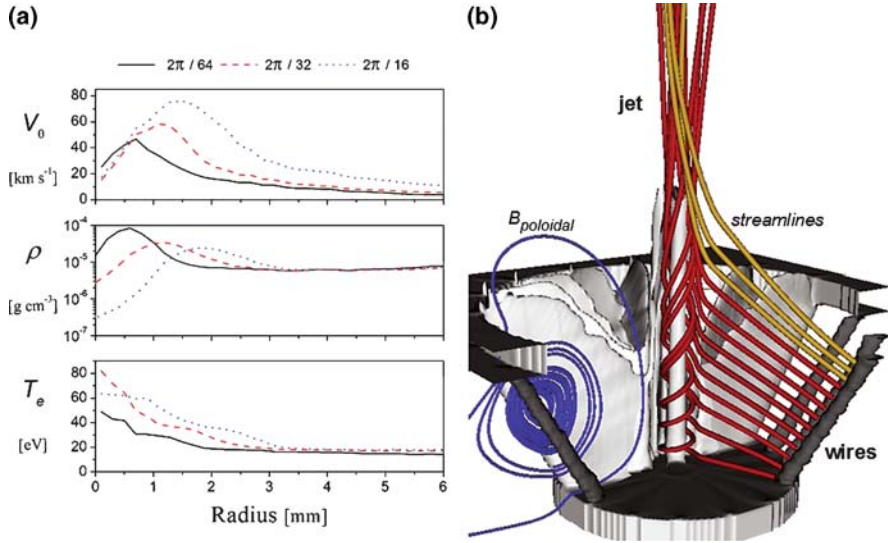 (a)
2π / 64 2π / 32 2π / 16
80
60
40
20
0
V₀
[km s⁻¹]
10⁻⁴
10⁻⁵
10⁻⁶
10⁻⁷
ρ
[g cm⁻³]
80
60
40
20
0
Tₑ
[eV]
0 1 2 3 4 5 6
Radius [mm]
(b)
jet
B poloidal
streamlines
wires